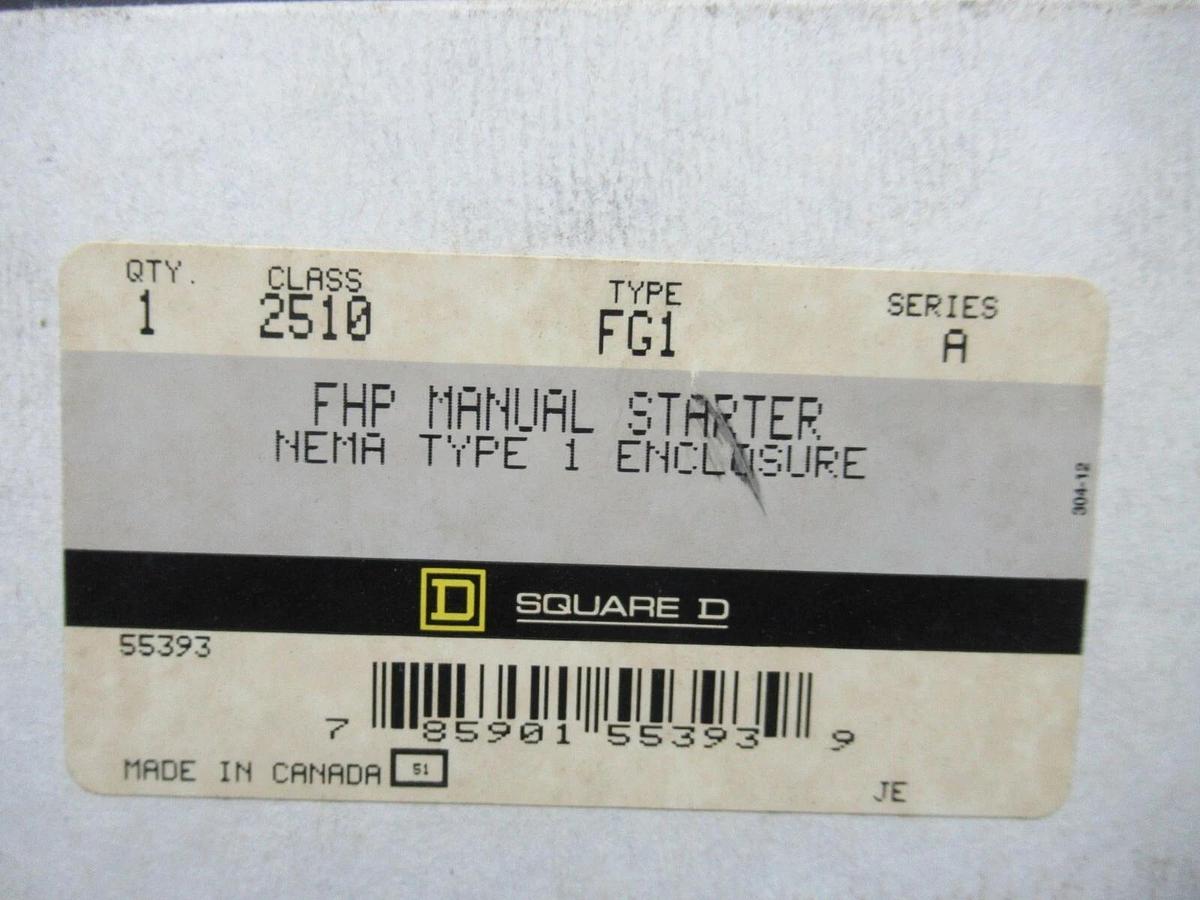 QTY. CLASS TYPE SERIES
1 2510 FG1 A
FHP MANUAL STARTER
NEMA TYPE 1 ENCLOSURE
304-12
D SQUARE D
55393
7 85901 55393 9
MADE IN CANADA 51
JE